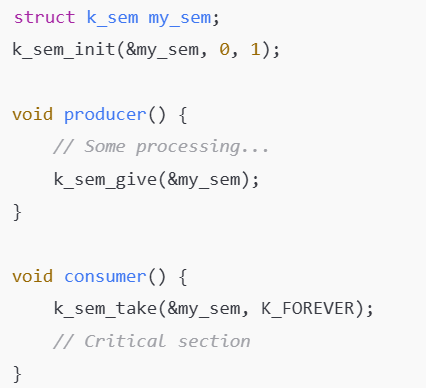 struct k_sem my_sem;
k_sem_init(&my_sem, 0, 1);
void producer() {
// Some processing...
k_sem_give(&my_sem);
}
void consumer() {
k_sem_take(&my_sem, K_FOREVER);
// Critical section
}